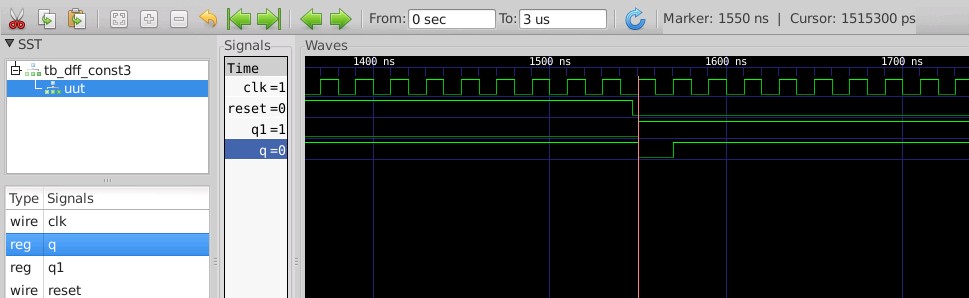 From: 0 sec To: 3 us Marker: 1550 ns | Cursor: 1515300 ps
SST
tb_dff_const3
uut
Type Signals
wire clk
reg q
reg q1
wire reset
Signals
Time
clk=1
reset=0
q1=1
q=0
Waves
1400 ns 1500 ns 1600 ns 1700 ns